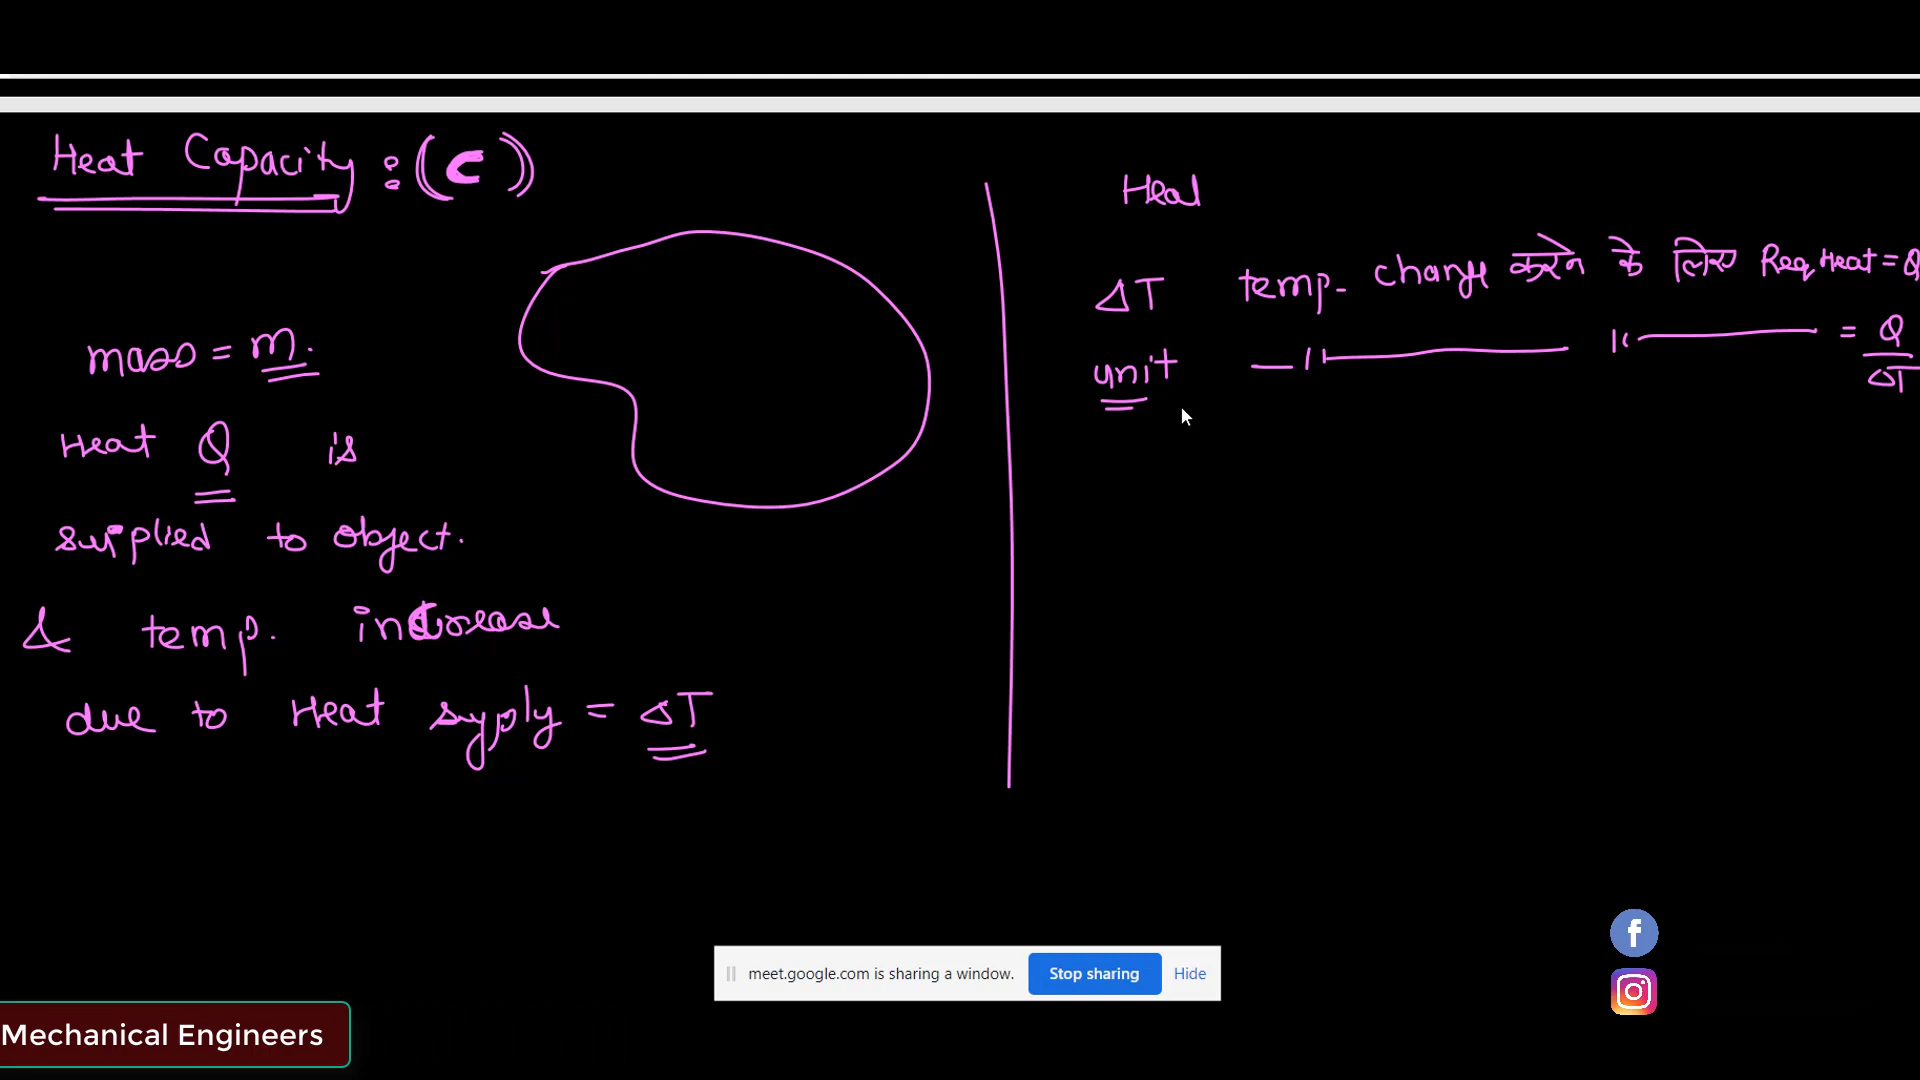 Heat Capacity : (C)
mass = m.
Heat Q is
supplied to object.
& temp. increase
due to Heat supply = ΔT
Heat
ΔT temp. change करने के लिए Req Heat = Q
unit —〃— 〃— = Q/ΔT
meet.google.com is sharing a window. Stop sharing Hide
Mechanical Engineers